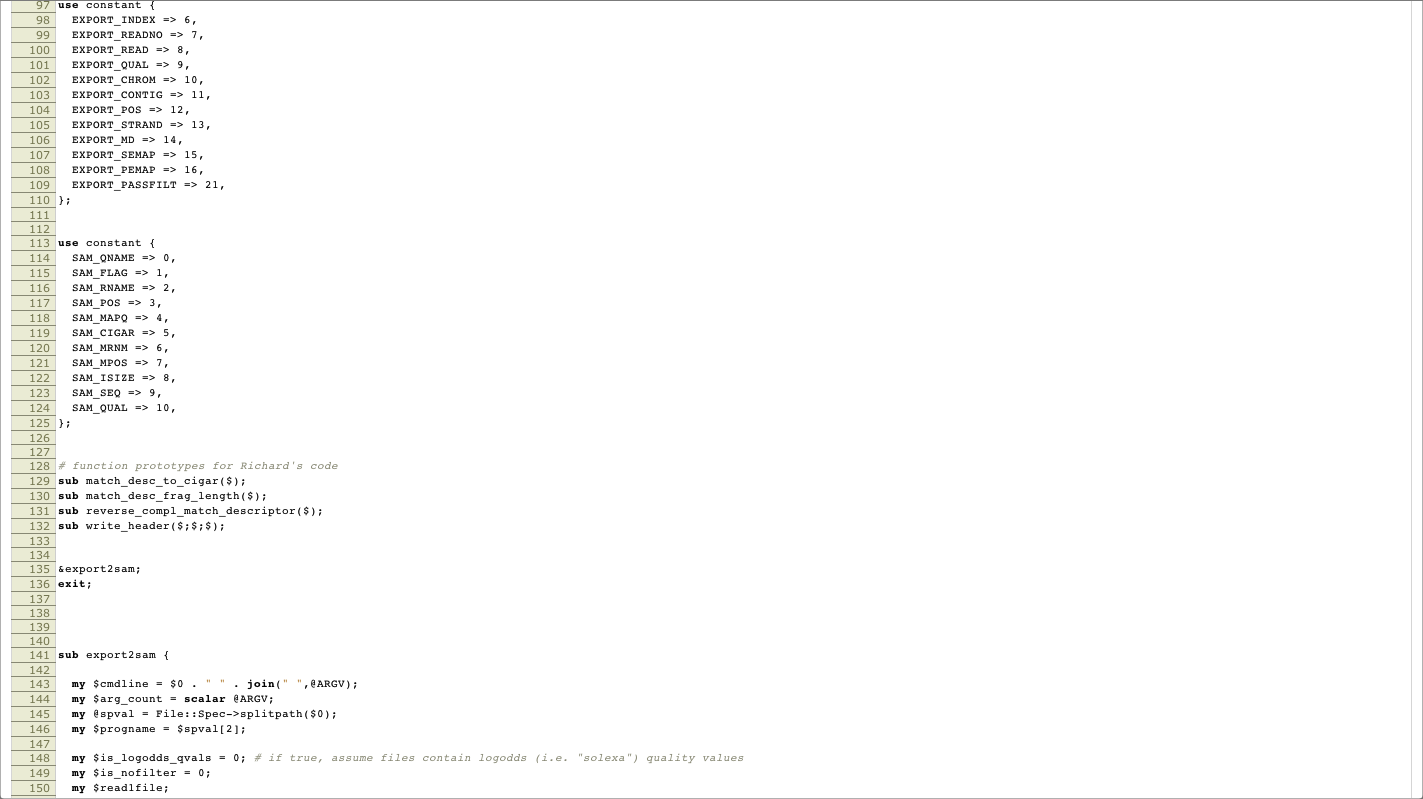 97 use constant {
98 EXPORT_INDEX => 6,
99 EXPORT_READNO => 7,
100 EXPORT_READ => 8,
101 EXPORT_QUAL => 9,
102 EXPORT_CHROM => 10,
103 EXPORT_CONTIG => 11,
104 EXPORT_POS => 12,
105 EXPORT_STRAND => 13,
106 EXPORT_MD => 14,
107 EXPORT_SEMAP => 15,
108 EXPORT_PEMAP => 16,
109 EXPORT_PASSFILT => 21,
110 };
111
112
113 use constant {
114 SAM_QNAME => 0,
115 SAM_FLAG => 1,
116 SAM_RNAME => 2,
117 SAM_POS => 3,
118 SAM_MAPQ => 4,
119 SAM_CIGAR => 5,
120 SAM_MRNM => 6,
121 SAM_MPOS => 7,
122 SAM_ISIZE => 8,
123 SAM_SEQ => 9,
124 SAM_QUAL => 10,
125 };
126
127
128 # function prototypes for Richard's code
129 sub match_desc_to_cigar($);
130 sub match_desc_frag_length($);
131 sub reverse_compl_match_descriptor($);
132 sub write_header($;$;$);
133
134
135 &export2sam;
136 exit;
137
138
139
140
141 sub export2sam {
142
143 my $cmdline = $0 . " " . join(" ",@ARGV);
144 my $arg_count = scalar @ARGV;
145 my @spval = File::Spec->splitpath($0);
146 my $progname = $spval[2];
147
148 my $is_logodds_qvals = 0; # if true, assume files contain logodds (i.e. "solexa") quality values
149 my $is_nofilter = 0;
150 my $read1file;